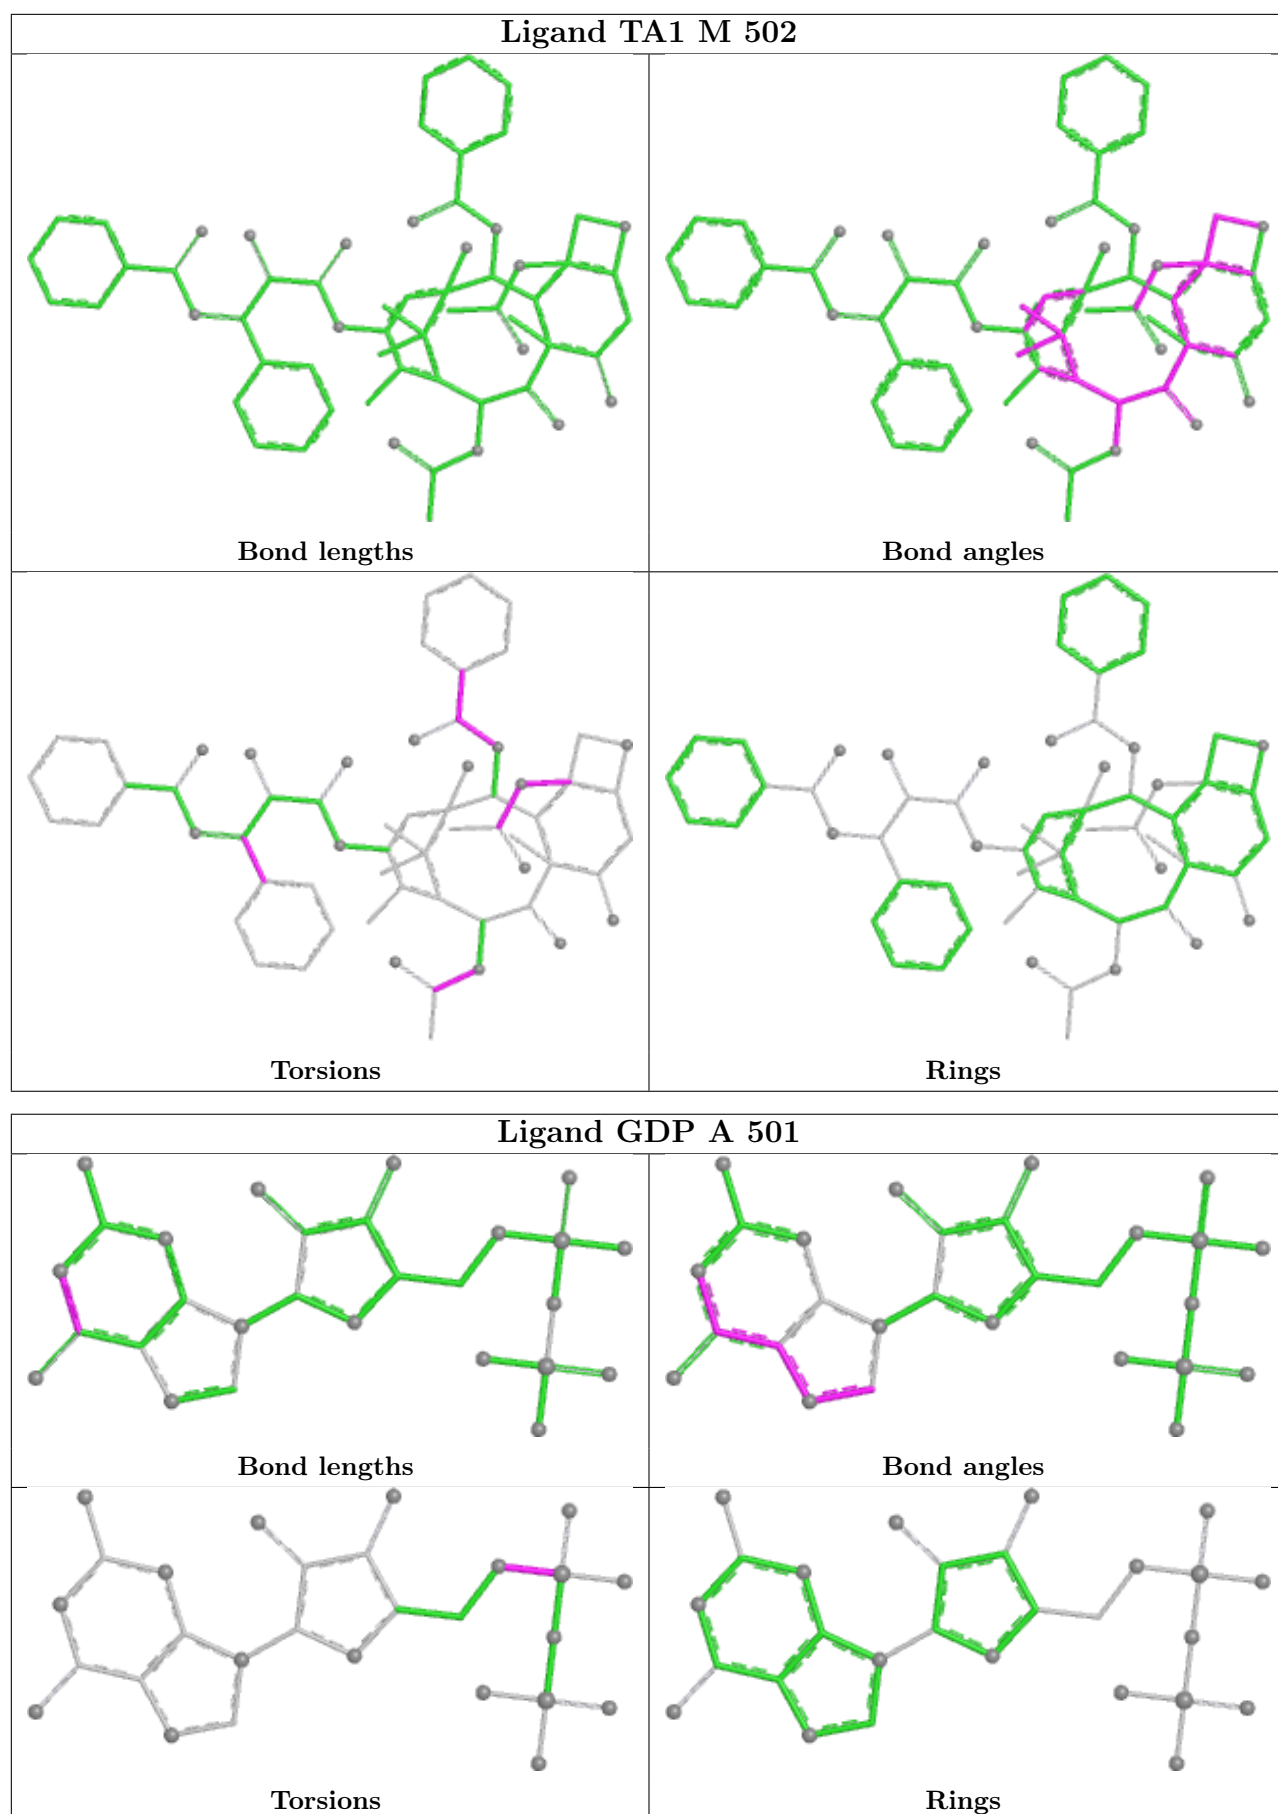 Ligand TA1 M 502
Bond lengths
Bond angles
Torsions
Rings
Ligand GDP A 501
Bond lengths
Bond angles
Torsions
Rings